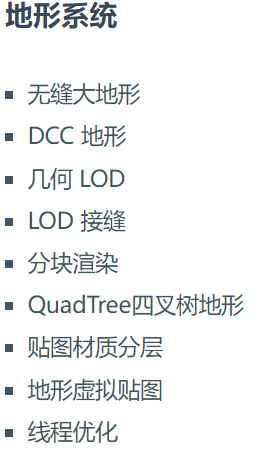 地形系统
无缝大地形
DCC 地形
几何 LOD
LOD 接缝
分块渲染
QuadTree四叉树地形
贴图材质分层
地形虚拟贴图
线程优化